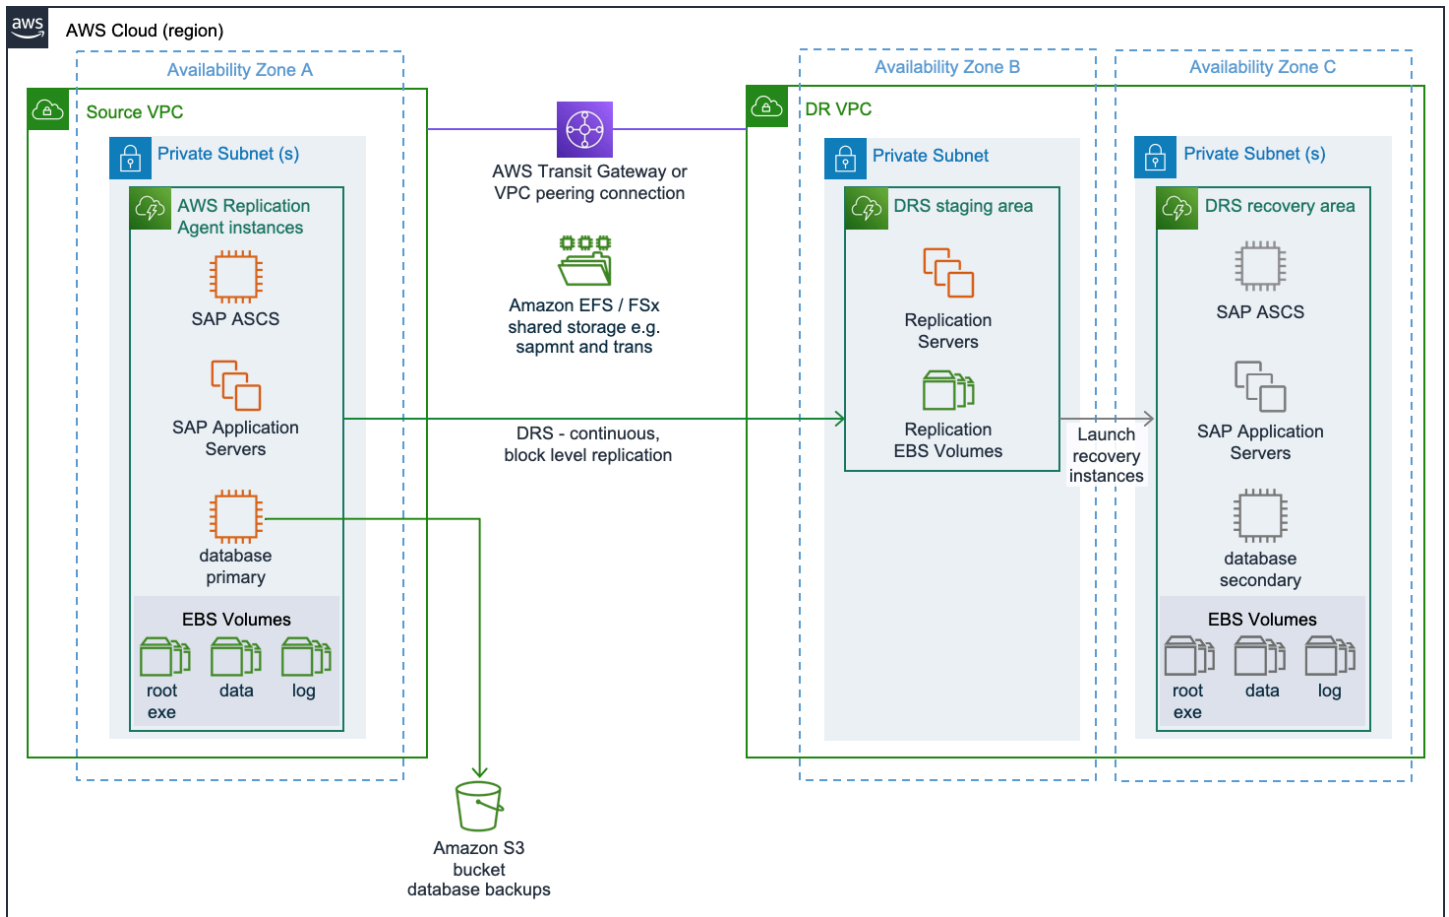 aws
AWS Cloud (region)
Availability Zone A
Source VPC
Private Subnet (s)
AWS Replication
Agent instances
SAP ASCS
SAP Application
Servers
database
primary
EBS Volumes
root
exe
data
log
AWS Transit Gateway or
VPC peering connection
Amazon EFS / FSx
shared storage e.g.
sapmnt and trans
DRS - continuous,
block level replication
Amazon S3
bucket
database backups
Availability Zone B
DR VPC
Private Subnet
DRS staging area
Replication
Servers
Replication
EBS Volumes
Launch
recovery
instances
Availability Zone C
Private Subnet (s)
DRS recovery area
SAP ASCS
SAP Application
Servers
database
secondary
EBS Volumes
root
exe
data
log